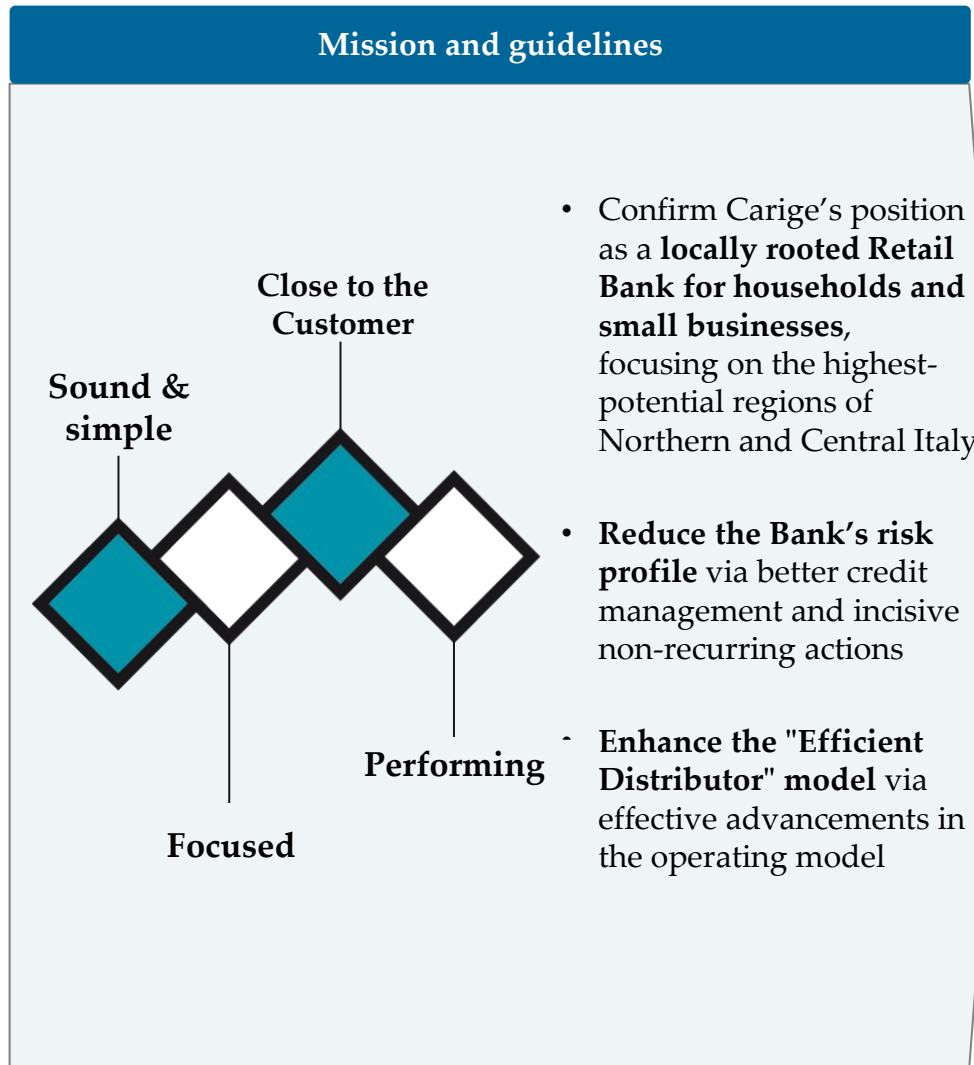 Mission and guidelines
Close to the
Customer
Sound &
simple
Performing
Focused
• Confirm Carige’s position
as a locally rooted Retail
Bank for households and
small businesses,
focusing on the highest-
potential regions of
Northern and Central Italy
• Reduce the Bank’s risk
profile via better credit
management and incisive
non-recurring actions
• Enhance the "Efficient
Distributor" model via
effective advancements in
the operating model